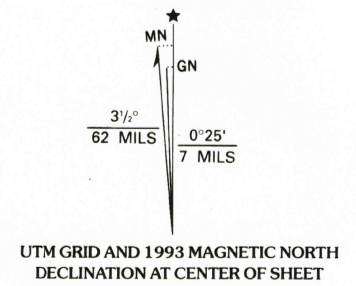 MN
GN
3½°
62 MILS
0°25'
7 MILS
UTM GRID AND 1993 MAGNETIC NORTH
DECLINATION AT CENTER OF SHEET